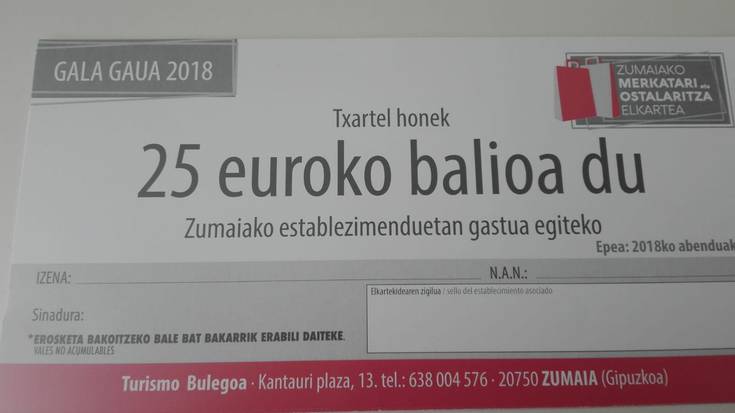 GALA GAUA 2018
ZUMAIAKO
MERKATARI eta
OSTALARITZA
ELKARTEA
Txartel honek
25 euroko balioa du
Zumaiako establezimenduetan gastua egiteko
Epea: 2018ko abenduak
IZENA:
N.A.N.:
Elkartekidearen zigilua / sello del establecimiento asociado
Sinadura:
*EROSKETA BAKOITZEKO BALE BAT BAKARRIK ERABILI DAITEKE.
VALES NO ACUMULABLES
Turismo Bulegoa · Kantauri plaza, 13. tel.: 638 004 576 · 20750 ZUMAIA (Gipuzkoa)